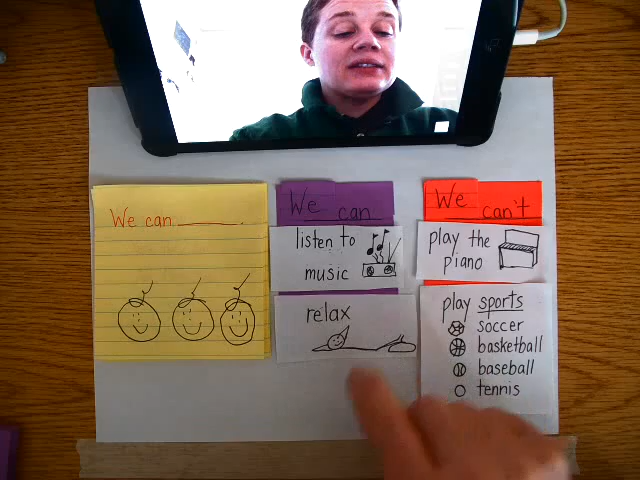 We can ________.
We can
listen to
music
relax
We can't
play the
piano
play sports
soccer
basketball
baseball
tennis